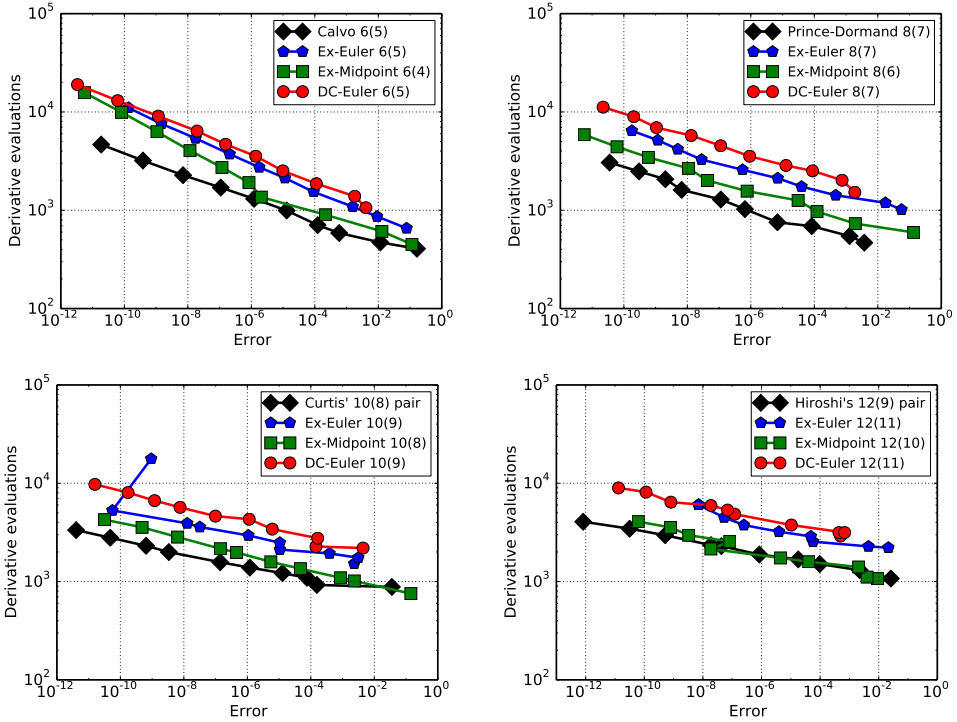 10^5
10^4
10^3
10^2
Derivative evaluations
Calvo 6(5)
Ex-Euler 6(5)
Ex-Midpoint 6(4)
DC-Euler 6(5)
10^-12 10^-10 10^-8 10^-6 10^-4 10^-2 10^0
Error
10^5
10^4
10^3
10^2
Derivative evaluations
Prince-Dormand 8(7)
Ex-Euler 8(7)
Ex-Midpoint 8(6)
DC-Euler 8(7)
10^-12 10^-10 10^-8 10^-6 10^-4 10^-2 10^0
Error
10^5
10^4
10^3
10^2
Derivative evaluations
Curtis' 10(8) pair
Ex-Euler 10(9)
Ex-Midpoint 10(8)
DC-Euler 10(9)
10^-12 10^-10 10^-8 10^-6 10^-4 10^-2 10^0
Error
10^5
10^4
10^3
10^2
Derivative evaluations
Hiroshi's 12(9) pair
Ex-Euler 12(11)
Ex-Midpoint 12(10)
DC-Euler 12(11)
10^-12 10^-10 10^-8 10^-6 10^-4 10^-2 10^0
Error